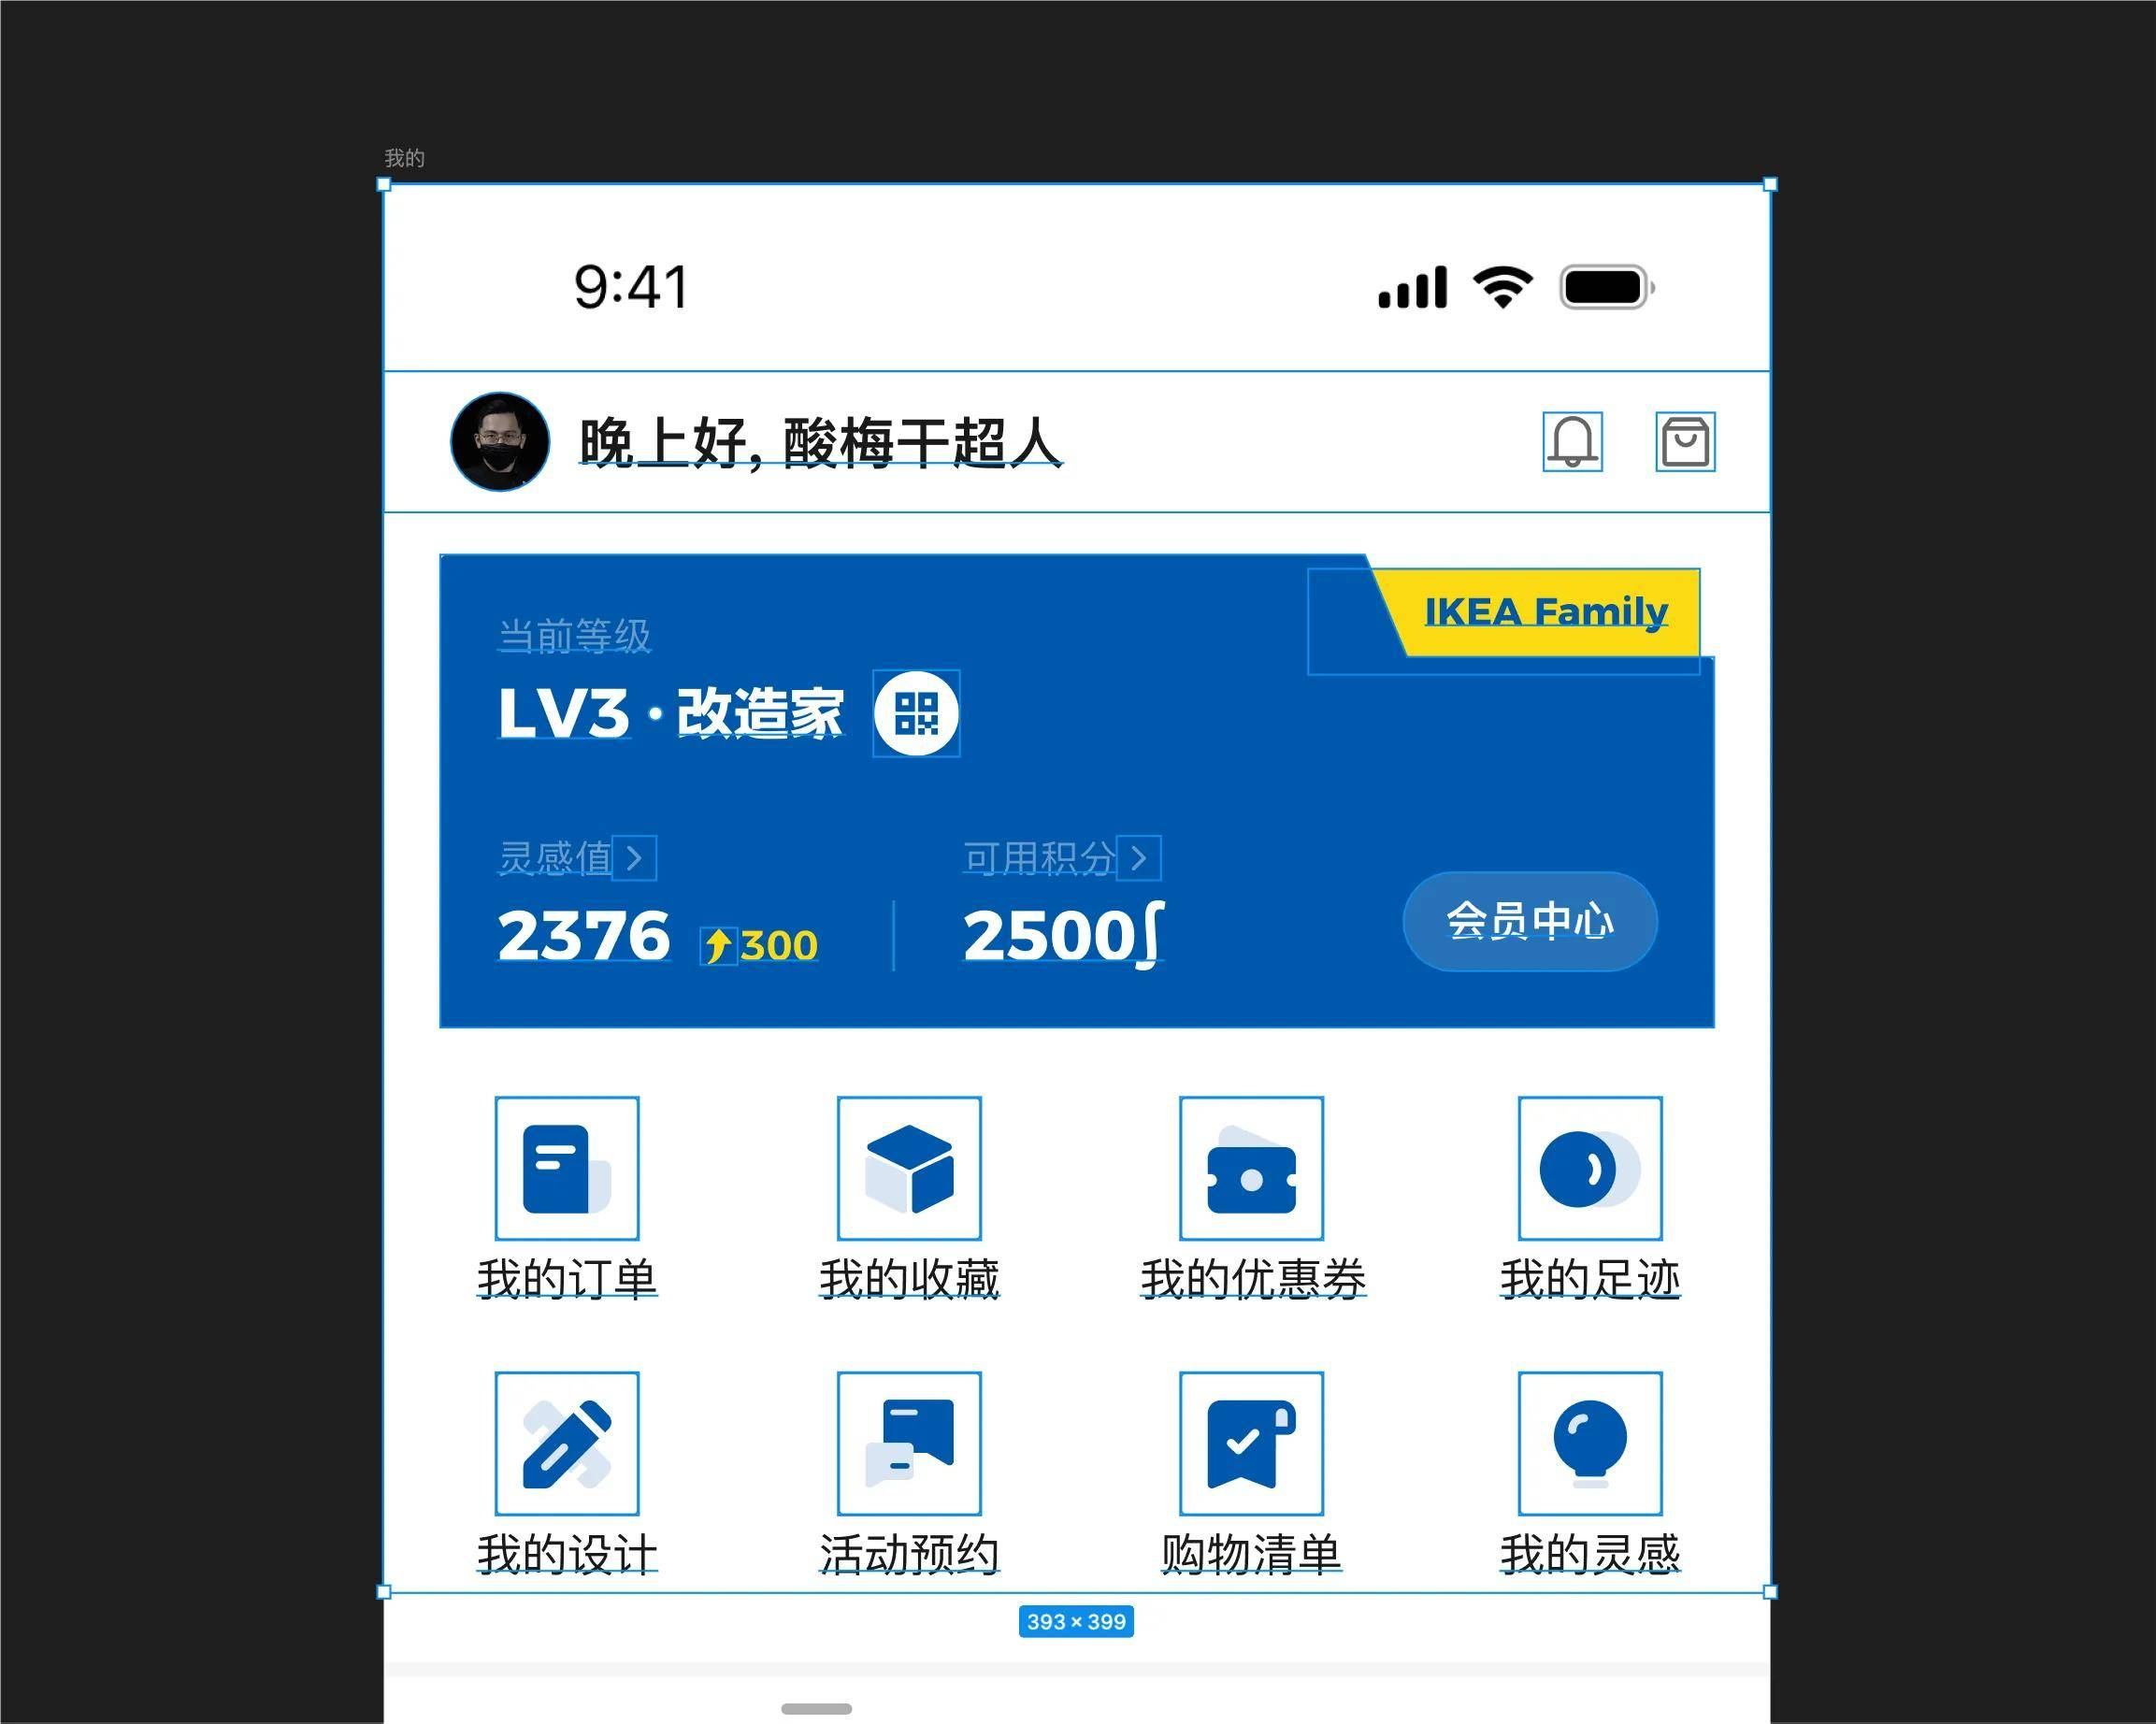 我的
9:41
晚上好，酸梅干超人
IKEA Family
当前等级
LV3·改造家
灵感值 可用积分
2376 300 2500ʃ 会员中心
我的订单 我的收藏 我的优惠券 我的足迹
我的设计 活动预约 购物清单 我的灵感
393 × 399